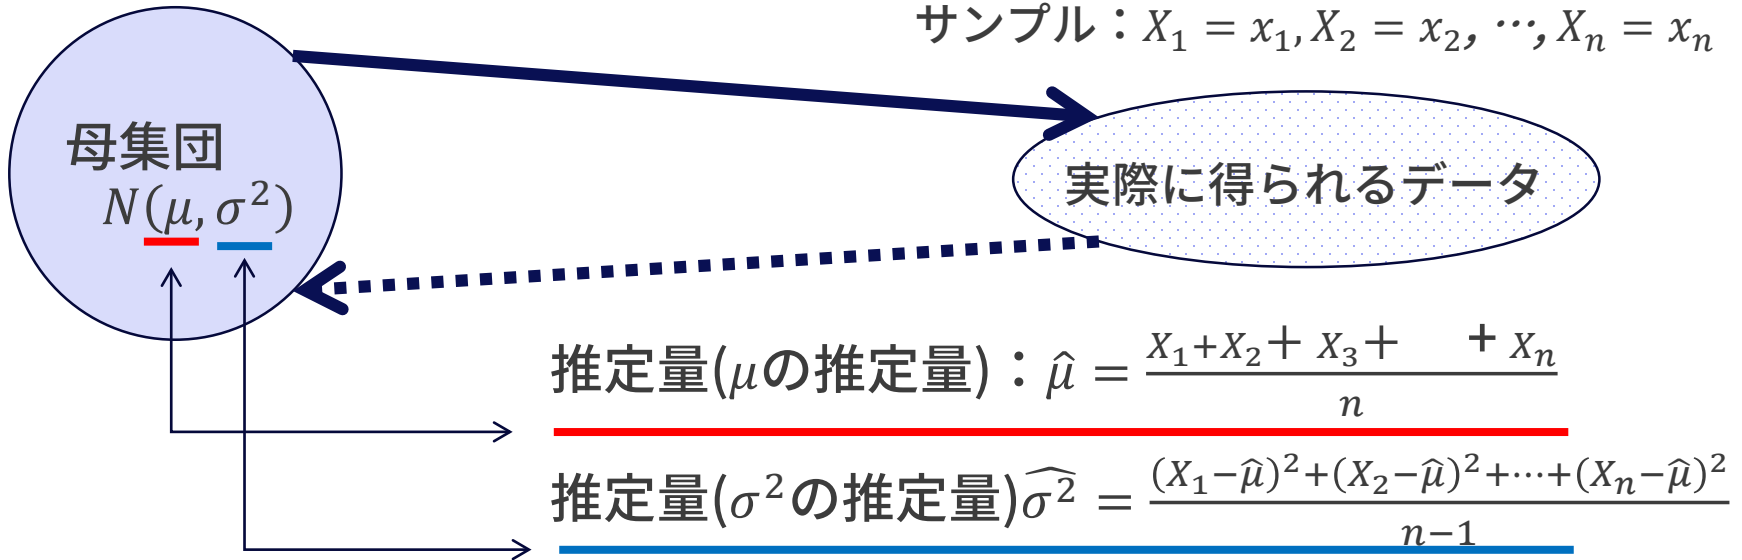 サンプル：X₁ = x₁, X₂ = x₂, ⋯, Xₙ = xₙ
母集団
N(μ, σ²)
実際に得られるデータ
推定量(μの推定量)：μ̂ = (X₁+X₂+ X₃+ + Xₙ)/n
推定量(σ²の推定量)σ²̂ = ((X₁−μ̂)²+(X₂−μ̂)²+⋯+(Xₙ−μ̂)²)/(n−1)